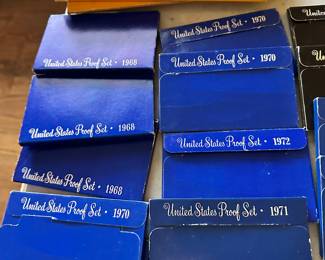 United States Proof Set · 1968
United States Proof Set · 1968
United States Proof Set · 1968
United States Proof Set · 1970
United States Proof Set · 1970
United States Proof Set · 1970
United States Proof Set · 1972
United States Proof Set · 1971